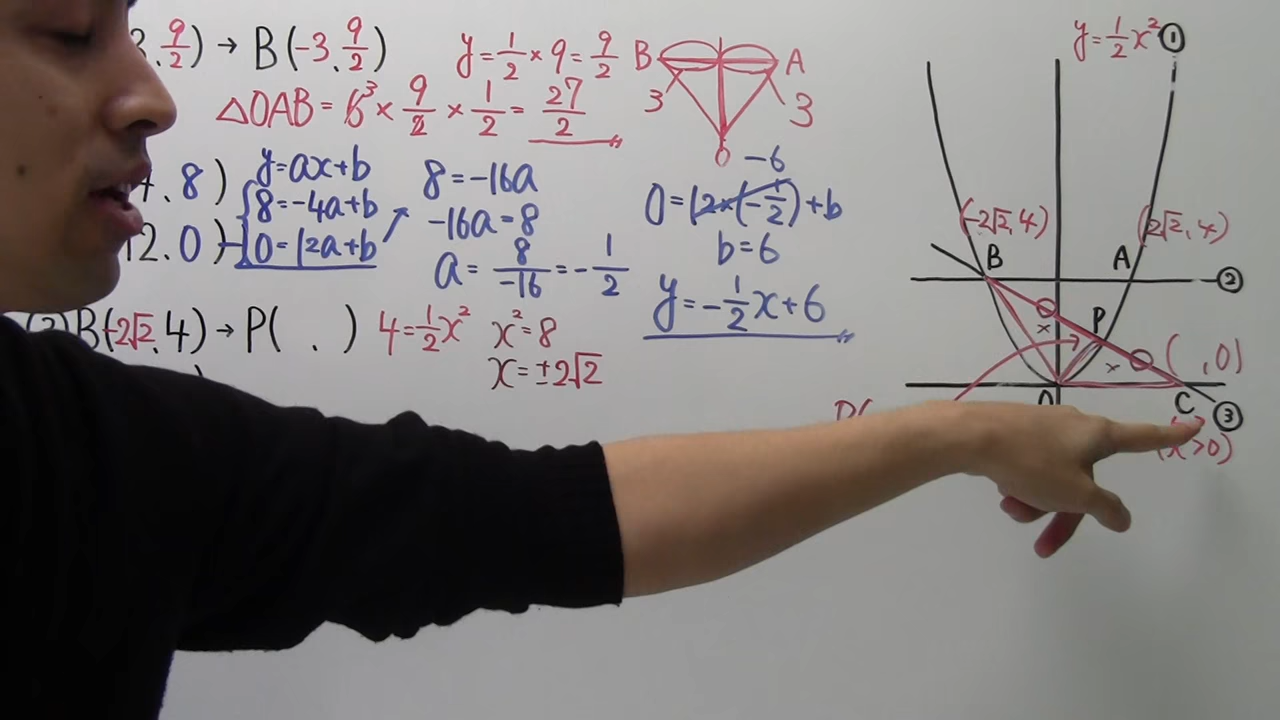 3, 9/2) → B(-3, 9/2)
y=1/2×9=9/2
△OAB=6̸ 3×9/2̸×1/2=27/2
B A
3 3
O
, 8)
2, 0)
y=ax+b
8=-4a+b
0=12a+b
8=-16a
-16a=8
a=8/-16=-1/2
-6
0=12×(-1/2)+b
b=6
y=-1/2x+6
(3)B(-2√2, 4)→P( , )
4=1/2x²
x²=8
x=±2√2
y=1/2x² ①
(-2√2, 4) (2√2, 4)
B A ②
P
× × ( , 0)
C ③
(x>0)
P(